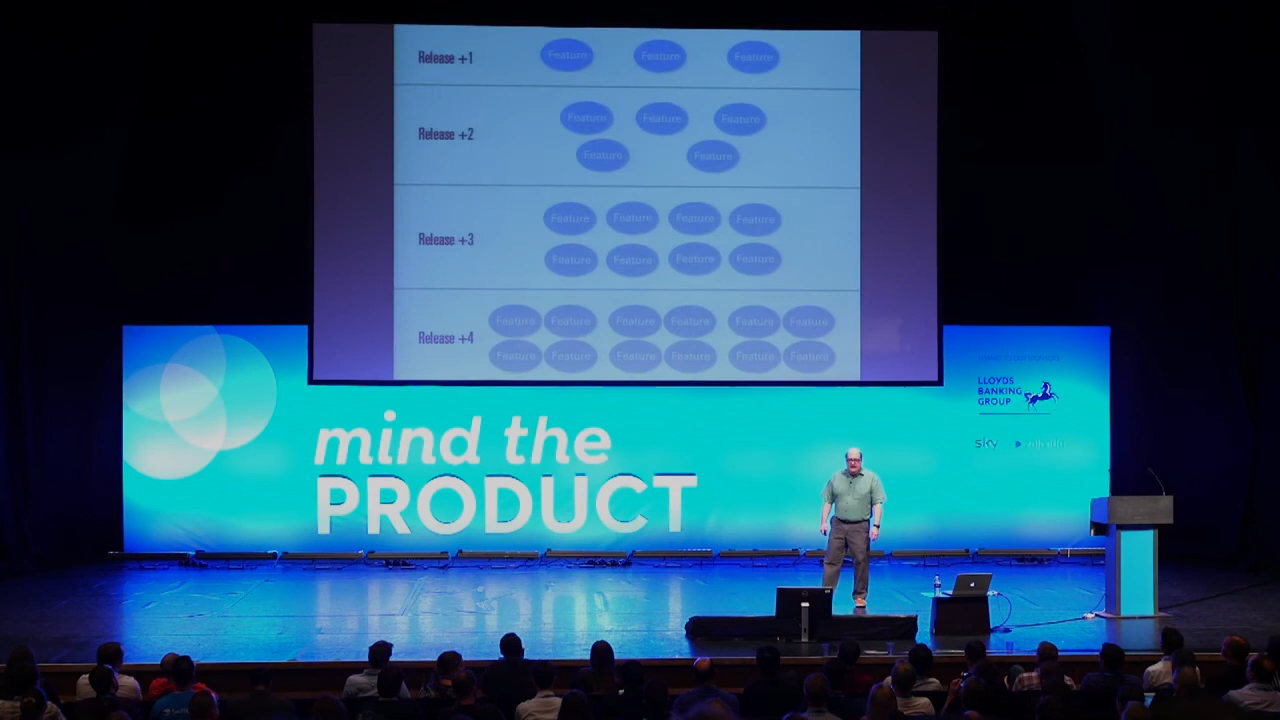 Release +1
Feature Feature Feature
Release +2
Feature Feature Feature
Feature Feature
Release +3
Feature Feature Feature Feature
Feature Feature Feature Feature
Release +4
Feature Feature Feature Feature Feature Feature
Feature Feature Feature Feature Feature Feature
mind the
PRODUCT
LLOYDS
BANKING
GROUP
sky